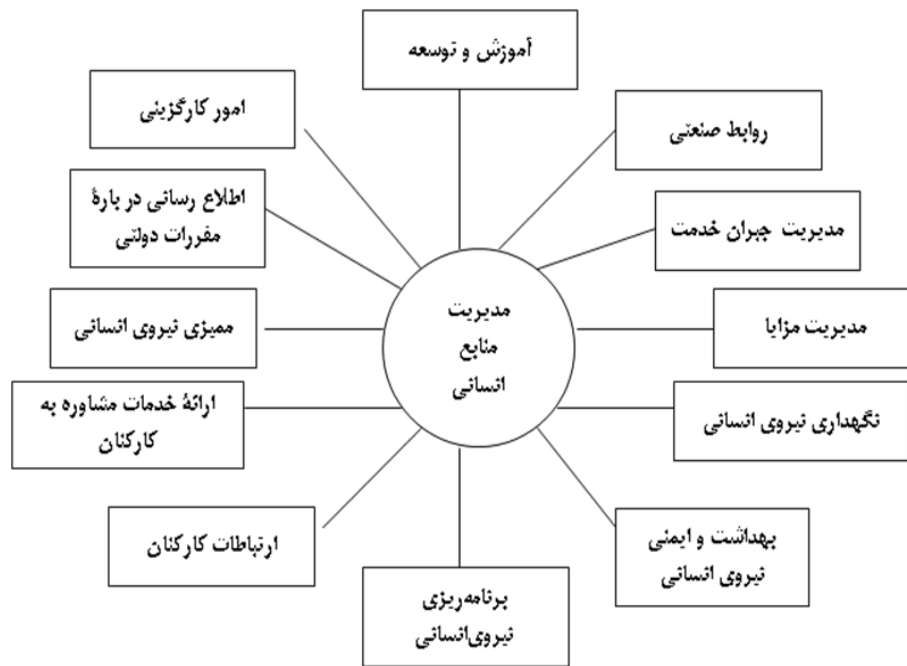 آموزش و توسعه
امور کارگزینی
روابط صنعتی
اطلاع رسانی در بارۀ
مقررات دولتی
مدیریت جبران خدمت
مدیریت
منابع
انسانی
ممیزی نیروی انسانی
مدیریت مزایا
ارائۀ خدمات مشاوره به
کارکنان
نگهداری نیروی انسانی
ارتباطات کارکنان
بهداشت و ایمنی
نیروی انسانی
برنامه‌ریزی
نیروی‌انسانی